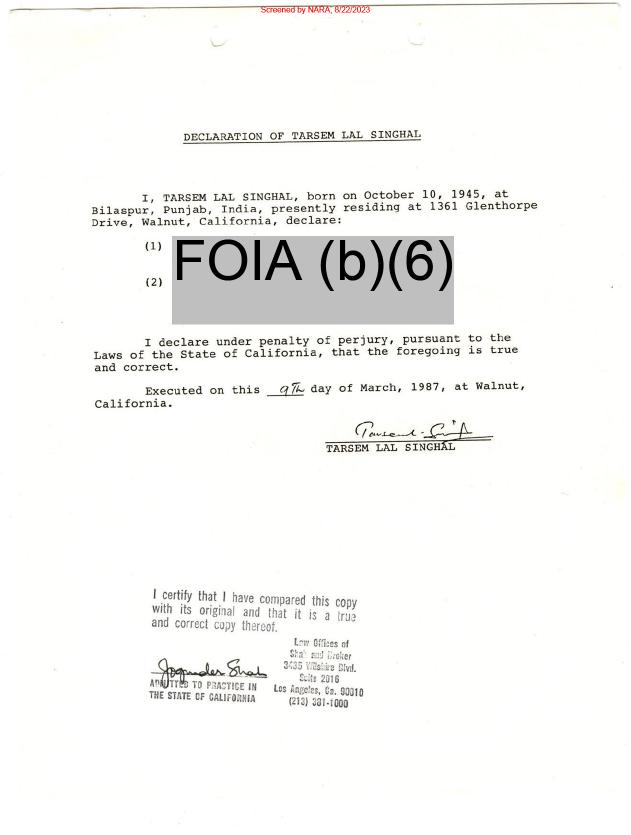 Screened by NARA, 8/22/2023
DECLARATION OF TARSEM LAL SINGHAL
I, TARSEM LAL SINGHAL, born on October 10, 1945, at
Bilaspur, Punjab, India, presently residing at 1361 Glenthorpe
Drive, Walnut, California, declare:
(1)
FOIA (b)(6)
(2)
I declare under penalty of perjury, pursuant to the
Laws of the State of California, that the foregoing is true
and correct.
Executed on this 9th day of March, 1987, at Walnut,
California.
TARSEM LAL SINGHAL
I certify that I have compared this copy
with its original and that it is a true
and correct copy thereof.
Law Offices of
Shah and Broker
3435 Wilshire Blvd.
Suite 2016
Los Angeles, Ca. 90010
(213) 381-1000
Joginder Shah
ADMITTED TO PRACTICE IN
THE STATE OF CALIFORNIA